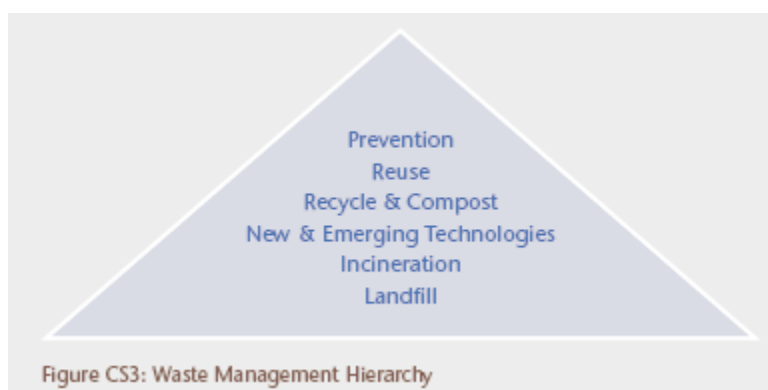 Prevention
Reuse
Recycle & Compost
New & Emerging Technologies
Incineration
Landfill
Figure CS3: Waste Management Hierarchy